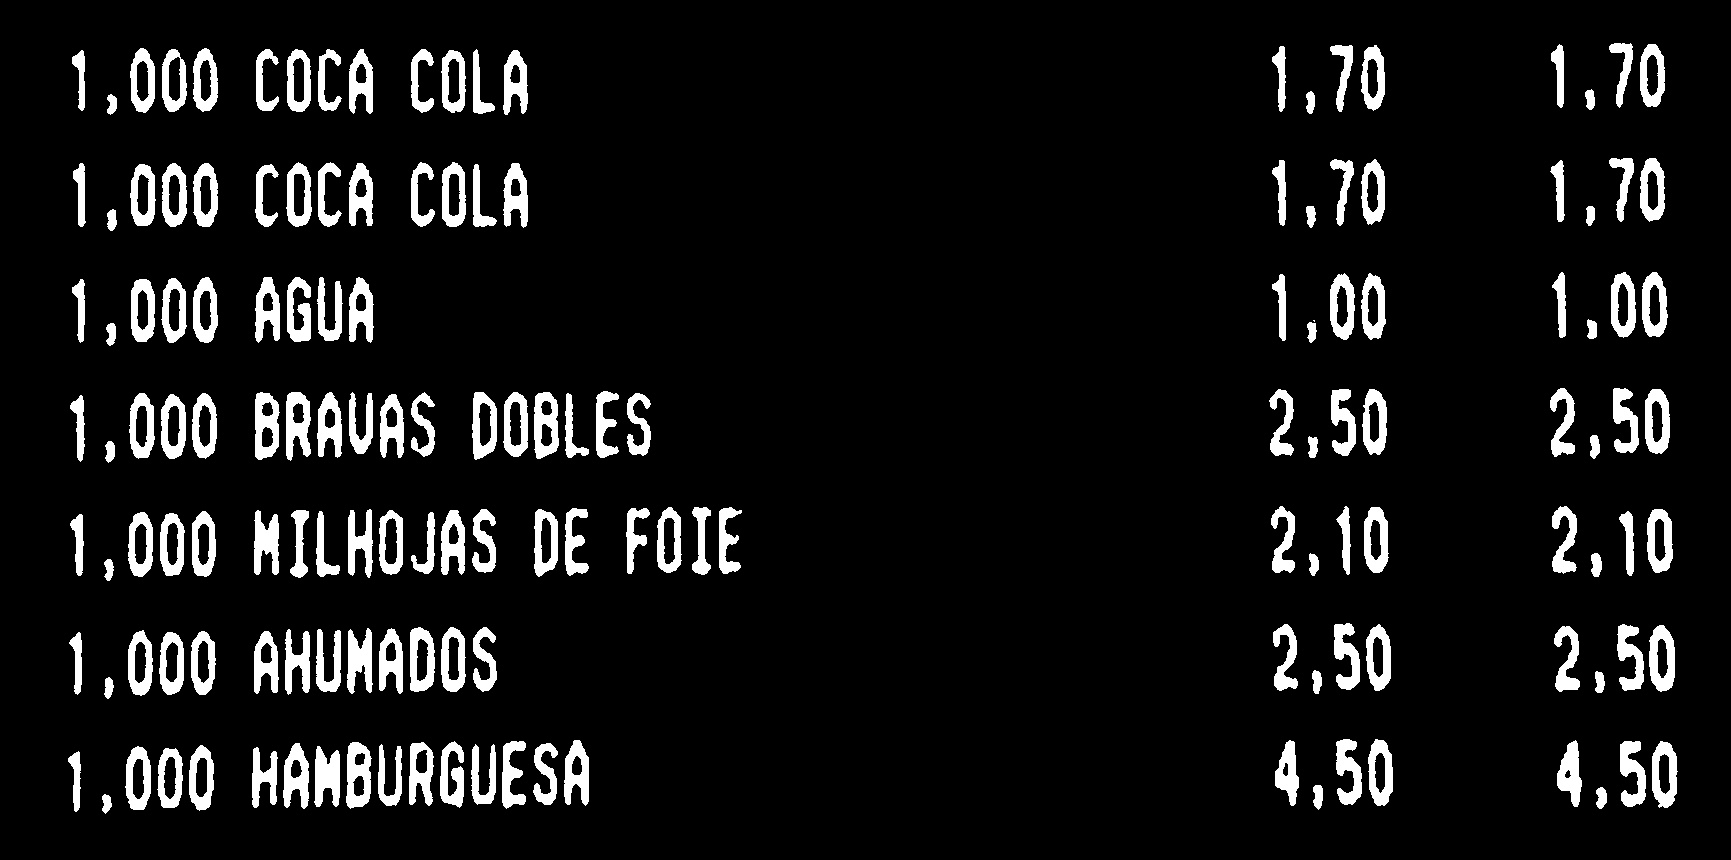 1,000 COCA COLA 1,70 1,70
1,000 COCA COLA 1,70 1,70
1,000 AGUA 1,00 1,00
1,000 BRAVAS DOBLES 2,50 2,50
1,000 MILHOJAS DE FOIE 2,10 2,10
1,000 AHUMADOS 2,50 2,50
1,000 HAMBURGUESA 4,50 4,50